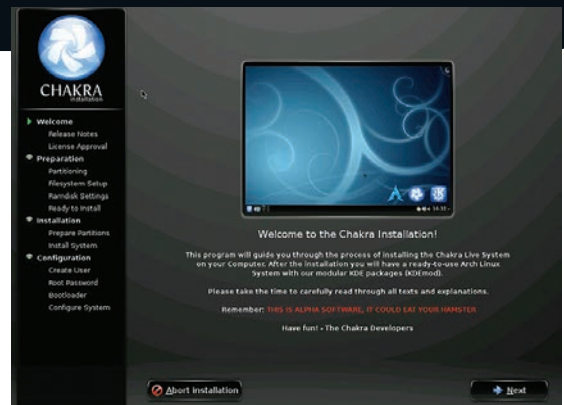 CHAKRA
installation
Welcome
Release Notes
License Approval
Preparation
Partitioning
Filesystem Setup
Ramdisk Settings
Ready to Install
Installation
Prepare Partitions
Install System
Configuration
Create User
Root Password
Bootloader
Configure System
Welcome to the Chakra Installation!
This program will guide you through the process of installing the Chakra Live System
on your Computer. After the installation you will have a ready-to-use Arch Linux
System with our modular KDE packages (KDEmod).
Please take the time to carefully read through all texts and explanations.
Remember: THIS IS ALPHA SOFTWARE, IT COULD EAT YOUR HAMSTER
Have fun! - The Chakra Developers
Abort installation
Next